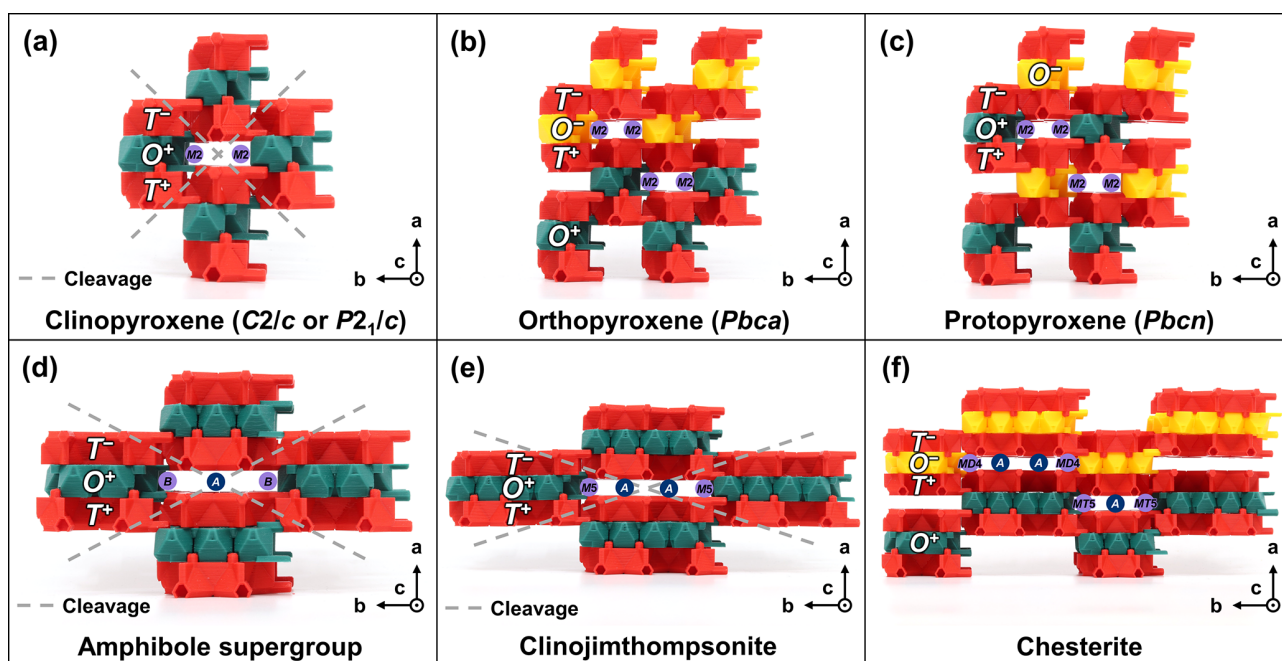 (a)
T⁻
O⁺ M2 M2
T⁺
Cleavage
a
b c
Clinopyroxene (C2/c or P2₁/c)
(b)
T⁻
O⁻ M2 M2
T⁺
M2 M2
O⁺
a
b c
Orthopyroxene (Pbca)
(c)
O⁻
T⁻
O⁺ M2 M2
T⁺
M2 M2
a
b c
Protopyroxene (Pbcn)
(d)
T⁻
O⁺ B A B
T⁺
Cleavage
a
b c
Amphibole supergroup
(e)
T⁻
O⁺ M5 A A M5
T⁺
Cleavage
a
b c
Clinojimthompsonite
(f)
T⁻
O⁻ MD4 A A MD4
T⁺
MT5 A MT5
O⁺
a
b c
Chesterite